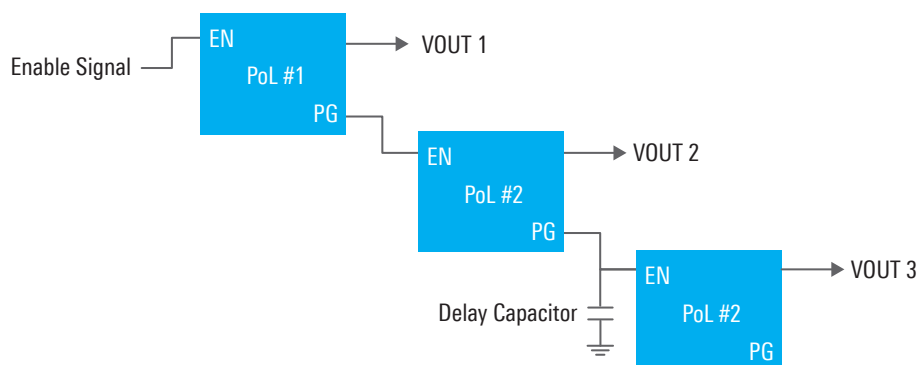 EN
VOUT 1
Enable Signal
PoL #1
PG
EN
VOUT 2
PoL #2
PG
EN
VOUT 3
Delay Capacitor
PoL #2
PG